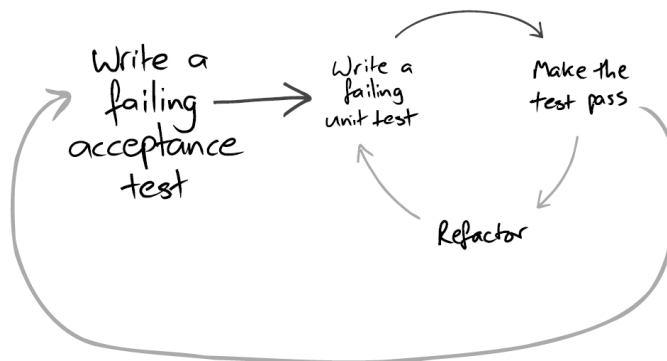 Write a
failing
acceptance
test
Write a
failing
unit test
Make the
test pass
Refactor